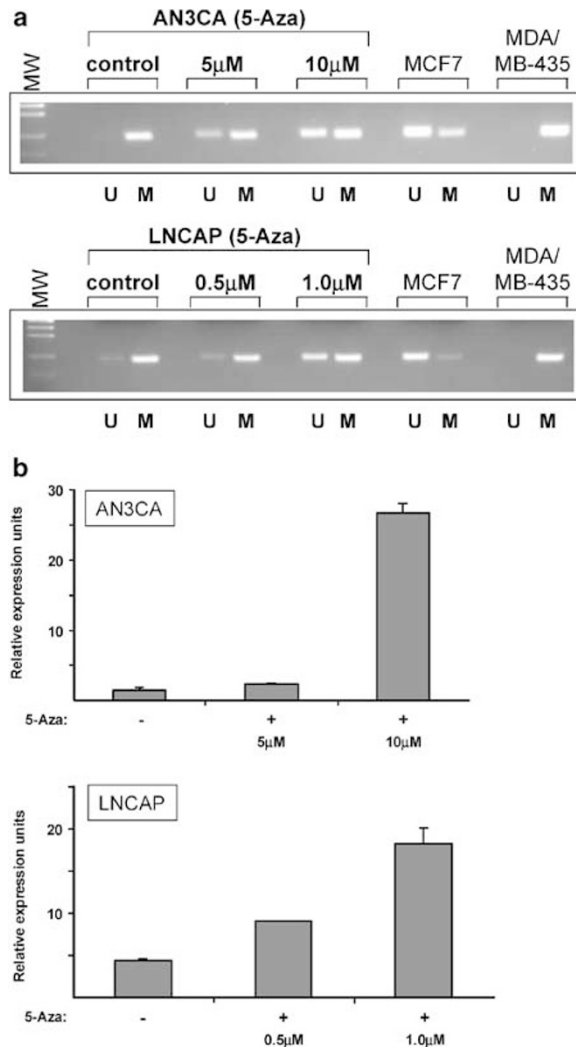 a
AN3CA (5-Aza)
MW
control 5μM 10μM MCF7 MDA/
MB-435
U M U M U M U M U M
LNCAP (5-Aza)
MW
control 0.5μM 1.0μM MCF7 MDA/
MB-435
U M U M U M U M U M
b
AN3CA
Relative expression units
30
20
10
5-Aza: - + +
5μM 10μM
LNCAP
Relative expression units
20
10
5-Aza: - + +
0.5μM 1.0μM